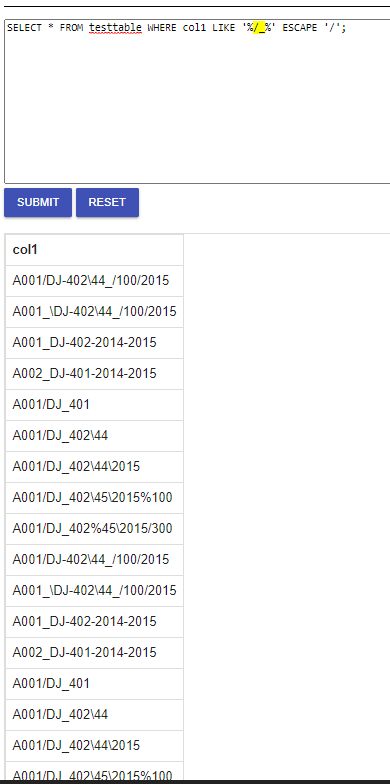 SELECT * FROM testtable WHERE col1 LIKE '%/_%' ESCAPE '/';
SUBMIT RESET
col1
A001/DJ-402\44_/100/2015
A001_\DJ-402\44_/100/2015
A001_DJ-402-2014-2015
A002_DJ-401-2014-2015
A001/DJ_401
A001/DJ_402\44
A001/DJ_402\44\2015
A001/DJ_402\45\2015%100
A001/DJ_402%45\2015/300
A001/DJ-402\44_/100/2015
A001_\DJ-402\44_/100/2015
A001_DJ-402-2014-2015
A002_DJ-401-2014-2015
A001/DJ_401
A001/DJ_402\44
A001/DJ_402\44\2015
A001/DJ_402\45\2015%100